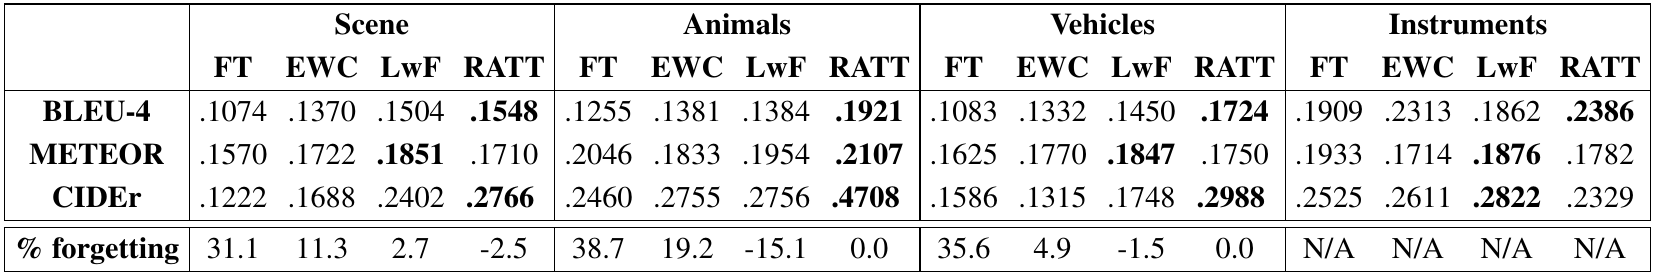 Scene Animals Vehicles Instruments
FT EWC LwF RATT FT EWC LwF RATT FT EWC LwF RATT FT EWC LwF RATT
BLEU-4 .1074 .1370 .1504 .1548 .1255 .1381 .1384 .1921 .1083 .1332 .1450 .1724 .1909 .2313 .1862 .2386
METEOR .1570 .1722 .1851 .1710 .2046 .1833 .1954 .2107 .1625 .1770 .1847 .1750 .1933 .1714 .1876 .1782
CIDEr .1222 .1688 .2402 .2766 .2460 .2755 .2756 .4708 .1586 .1315 .1748 .2988 .2525 .2611 .2822 .2329
% forgetting 31.1 11.3 2.7 -2.5 38.7 19.2 -15.1 0.0 35.6 4.9 -1.5 0.0 N/A N/A N/A N/A